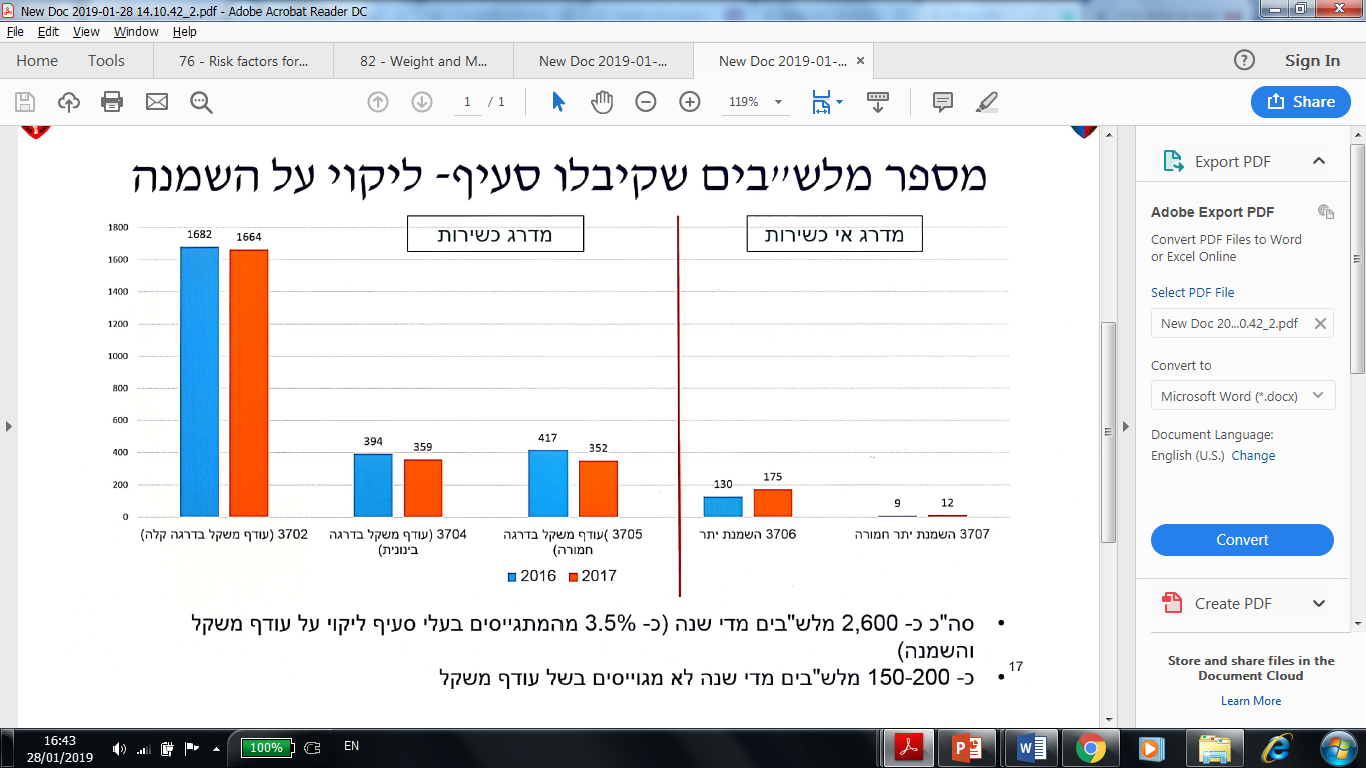 New Doc 2019-01-28 14.10.42_2.pdf - Adobe Acrobat Reader DC
File Edit View Window Help
Home Tools 76 - Risk factors for... 82 - Weight and M... New Doc 2019-01-... New Doc 2019-01-... × ? Sign In
1 / 1 119% Share
מספר מלש״בים שקיבלו סעיף- ליקוי על השמנה
מדרג כשירות
מדרג אי כשירות
1800
1600
1400
1200
1000
800
600
400
200
0
1682 1664
394 359
417 352
130 175
9 12
3702 (עודף משקל בדרגה קלה)
3704 (עודף משקל בדרגה
בינונית)
3705 )עודף משקל בדרגה
חמורה)
3706 השמנת יתר
3707 השמנת יתר חמורה
2016 2017
• סה"כ כ- 2,600 מלש"בים מדי שנה (כ- 3.5% מהמתגייסים בעלי סעיף ליקוי על עודף משקל
והשמנה)
• כ- 150-200 מלש"בים מדי שנה לא מגוייסים בשל עודף משקל
17
Export PDF
Adobe Export PDF
Convert PDF Files to Word
or Excel Online
Select PDF File
New Doc 20...0.42_2.pdf
Convert to
Microsoft Word (*.docx)
Document Language:
English (U.S.) Change
Convert
Create PDF
Store and share files in the
Document Cloud
Learn More
16:43
28/01/2019
100%
EN